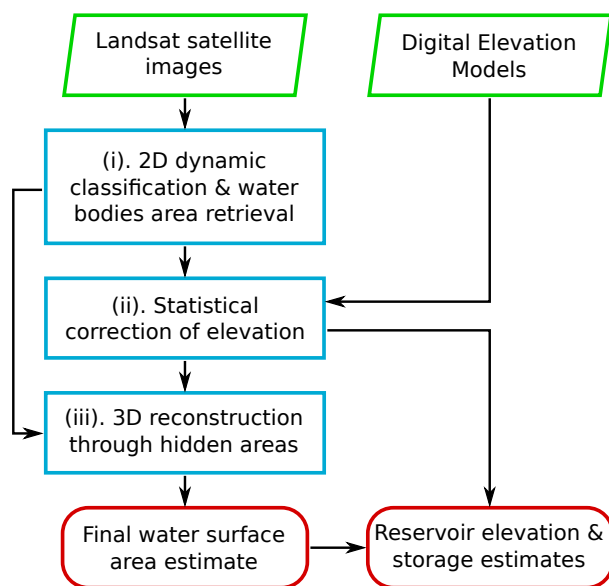 Landsat satellite
images
Digital Elevation
Models
(i). 2D dynamic
classification & water
bodies area retrieval
(ii). Statistical
correction of elevation
(iii). 3D reconstruction
through hidden areas
Final water surface
area estimate
Reservoir elevation &
storage estimates